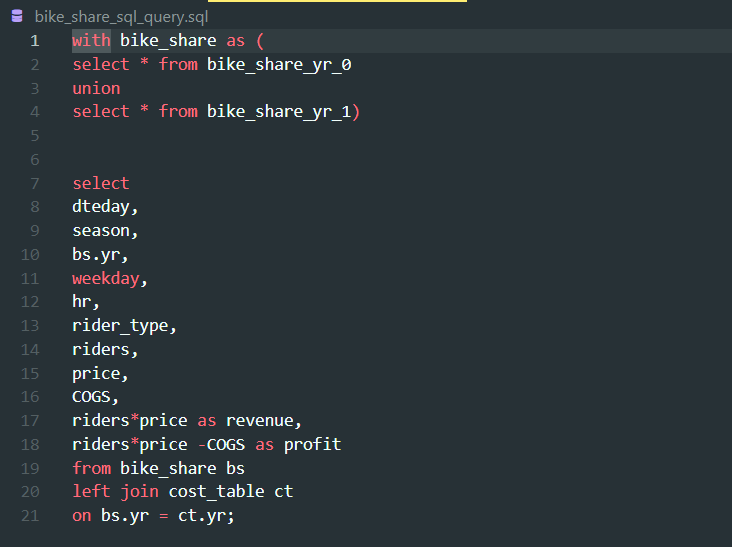 bike_share_sql_query.sql
1 with bike_share as (
2 select * from bike_share_yr_0
3 union
4 select * from bike_share_yr_1)
5
6
7 select
8 dteday,
9 season,
10 bs.yr,
11 weekday,
12 hr,
13 rider_type,
14 riders,
15 price,
16 COGS,
17 riders*price as revenue,
18 riders*price -COGS as profit
19 from bike_share bs
20 left join cost_table ct
21 on bs.yr = ct.yr;